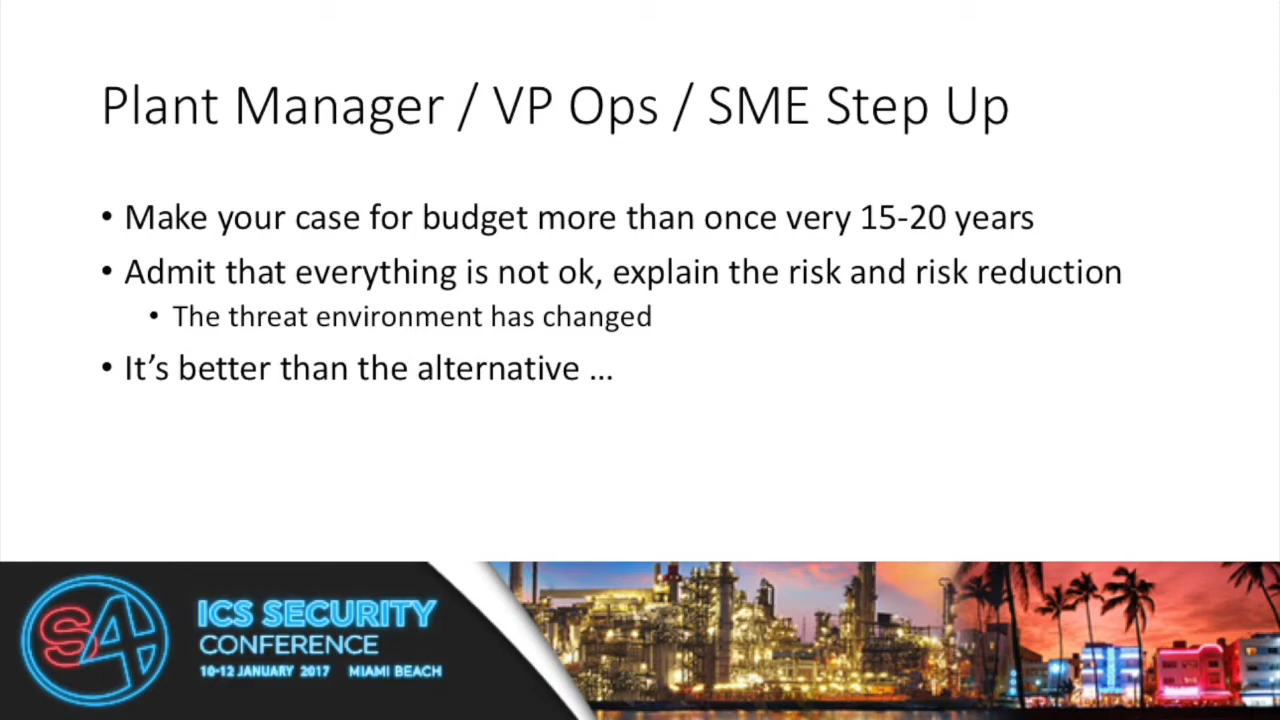 Plant Manager / VP Ops / SME Step Up
• Make your case for budget more than once very 15-20 years
• Admit that everything is not ok, explain the risk and risk reduction
• The threat environment has changed
• It’s better than the alternative …
S4
ICS SECURITY
CONFERENCE
10-12 JANUARY 2017 MIAMI BEACH